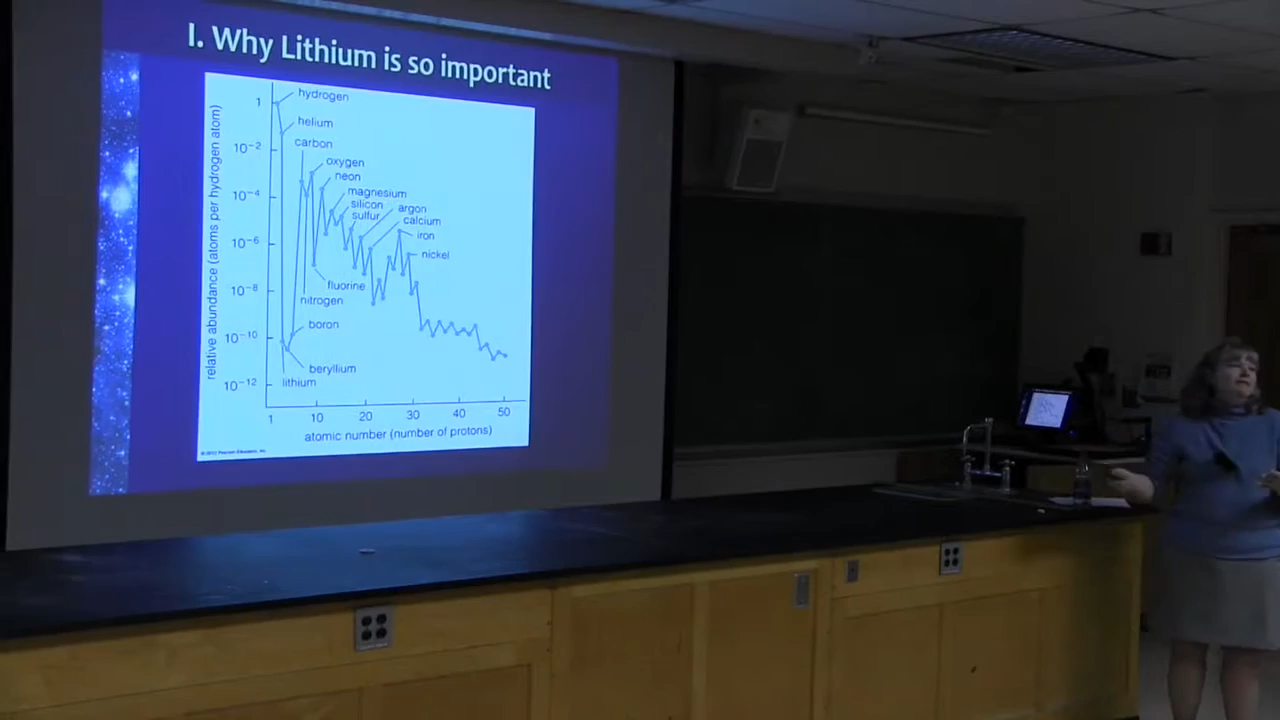 I. Why Lithium is so important
hydrogen
1
helium
10⁻²
carbon
oxygen
neon
10⁻⁴
magnesium
silicon
argon
sulfur
calcium
iron
10⁻⁶
nickel
fluorine
10⁻⁸
nitrogen
boron
10⁻¹⁰
beryllium
lithium
10⁻¹²
relative abundance (atoms per hydrogen atom)
1 10 20 30 40 50
atomic number (number of protons)